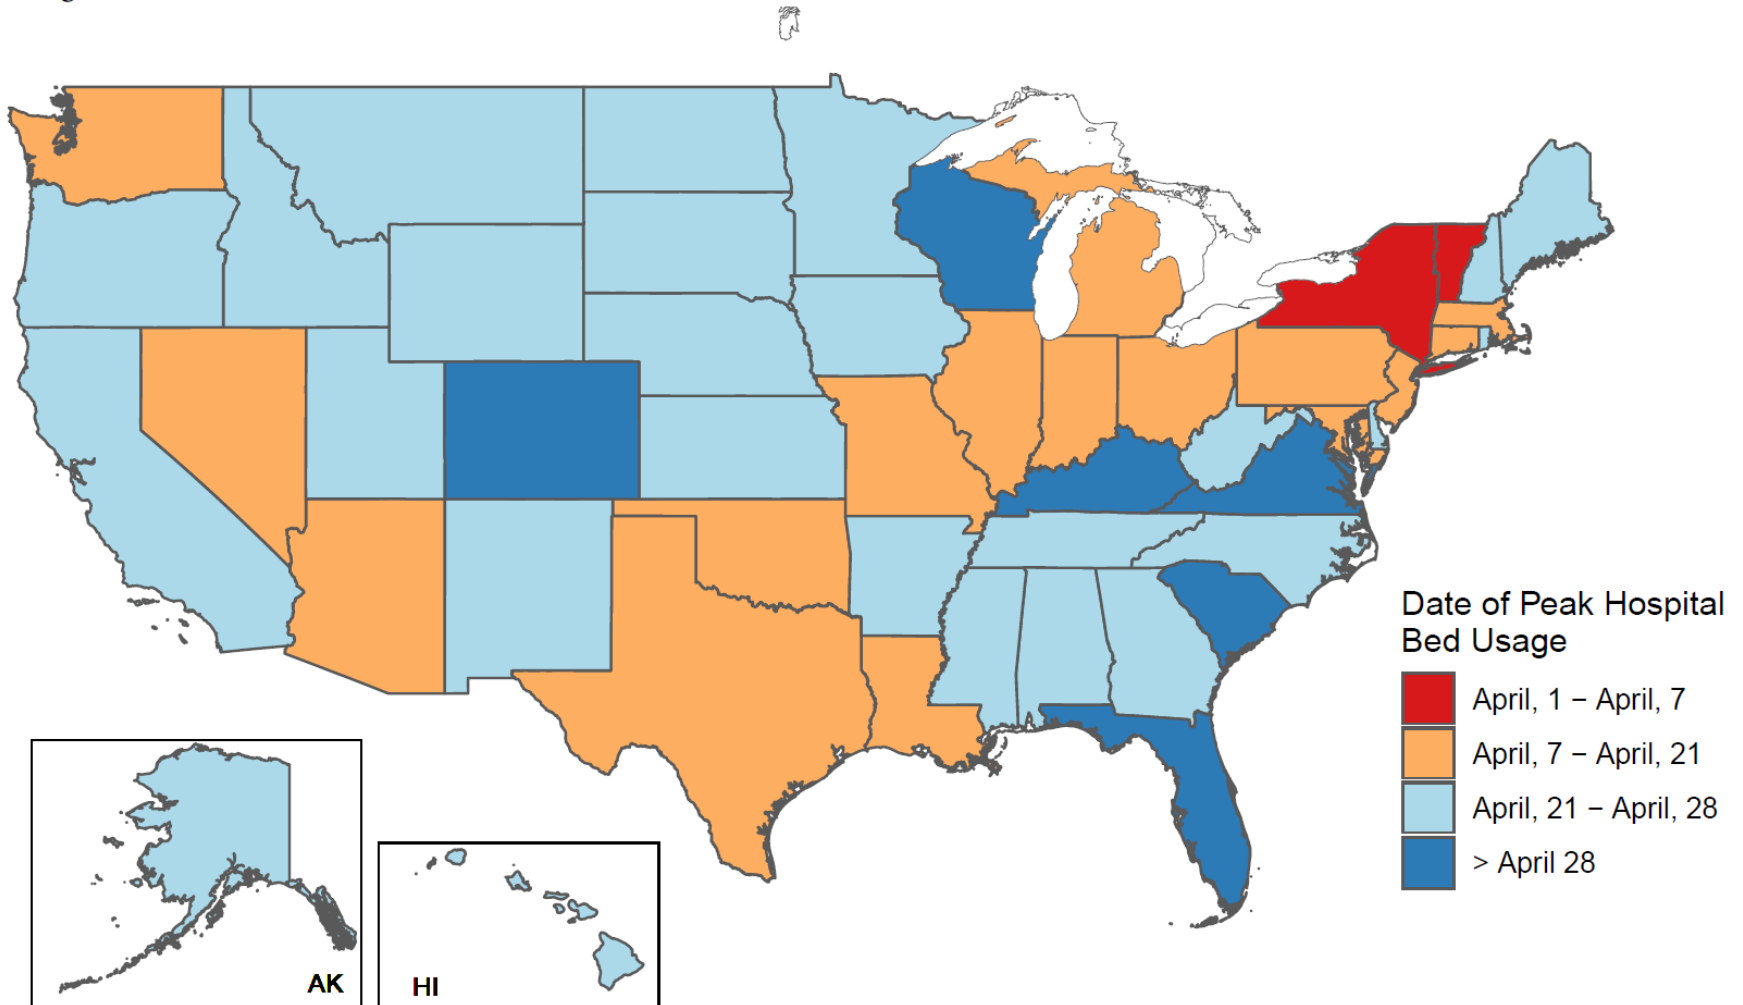 Date of Peak Hospital
Bed Usage
April, 1 − April, 7
April, 7 − April, 21
April, 21 − April, 28
> April 28
AK
HI